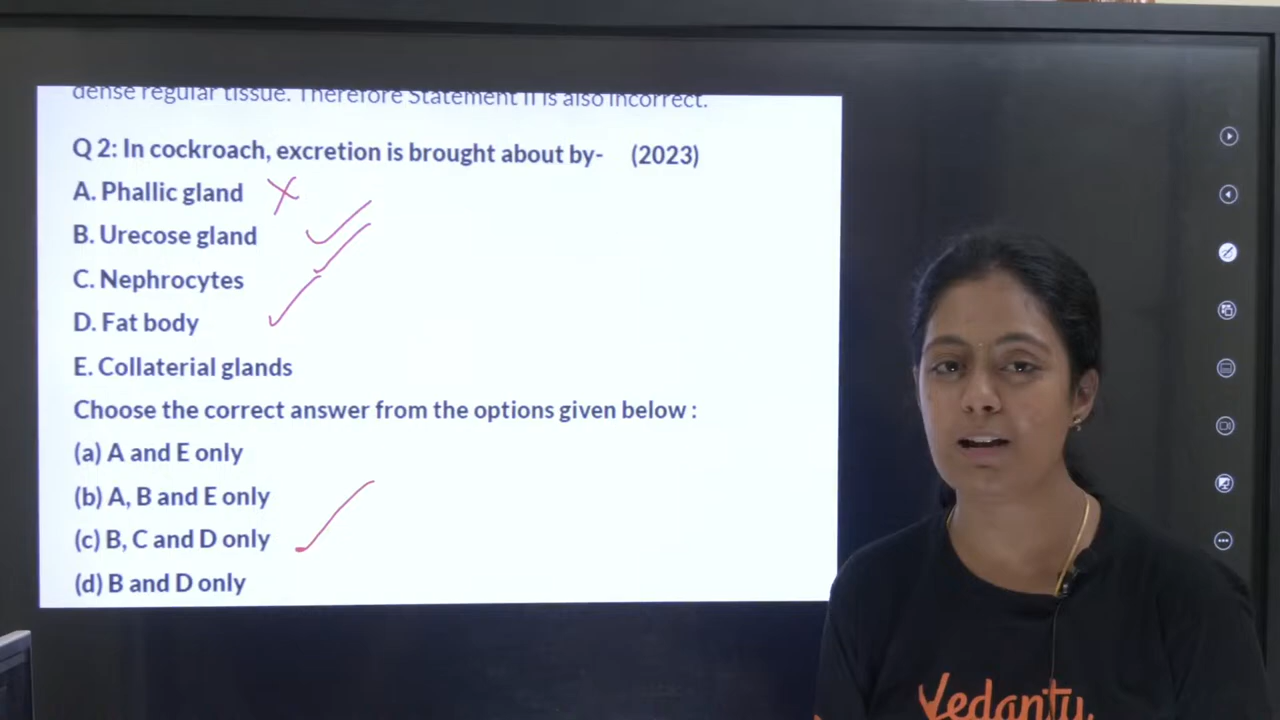 dense regular tissue. Therefore Statement II is also incorrect.
Q 2: In cockroach, excretion is brought about by- (2023)
A. Phallic gland
B. Urecose gland
C. Nephrocytes
D. Fat body
E. Collaterial glands
Choose the correct answer from the options given below :
(a) A and E only
(b) A, B and E only
(c) B, C and D only
(d) B and D only
Vedantu